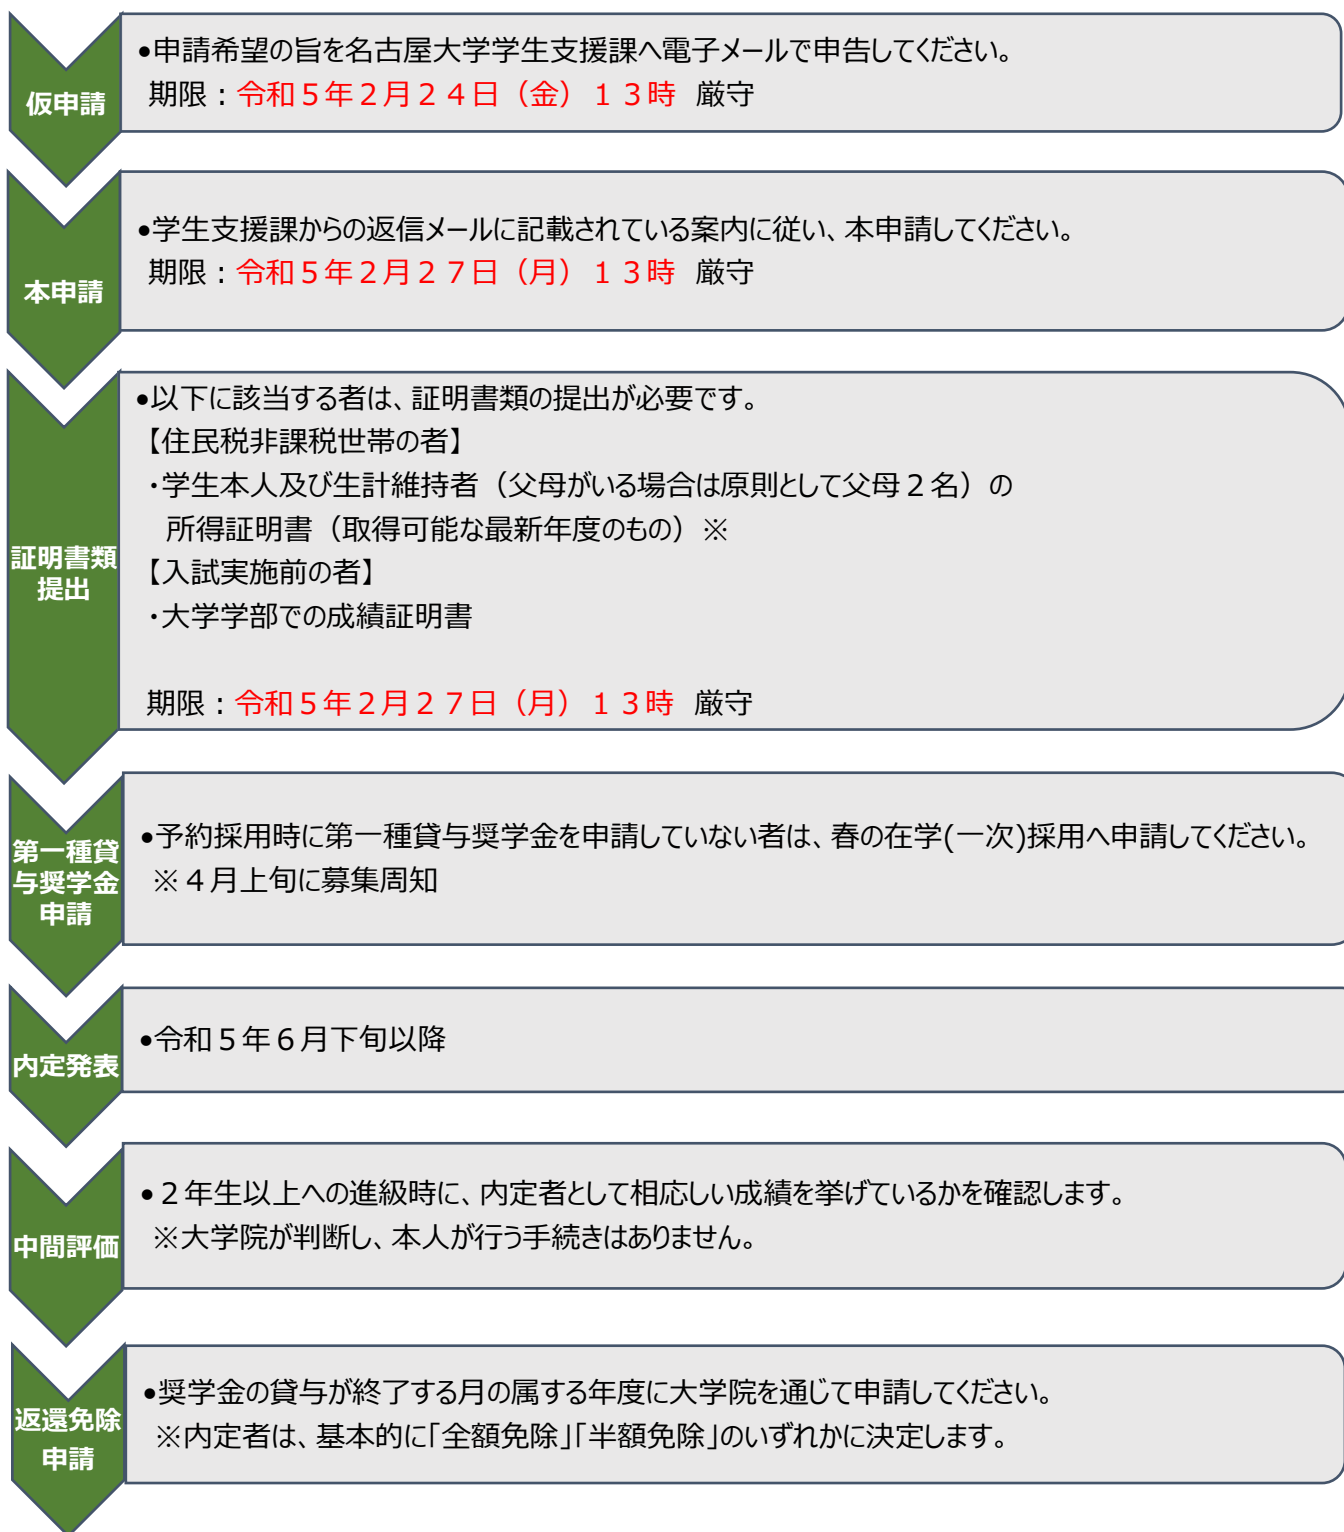 仮申請
•申請希望の旨を名古屋大学学生支援課へ電子メールで申告してください。
期限：令和５年２月２４日（金）１３時 厳守
本申請
•学生支援課からの返信メールに記載されている案内に従い、本申請してください。
期限：令和５年２月２７日（月）１３時 厳守
証明書類
提出
•以下に該当する者は、証明書類の提出が必要です。
【住民税非課税世帯の者】
・学生本人及び生計維持者（父母がいる場合は原則として父母２名）の
所得証明書（取得可能な最新年度のもの）※
【入試実施前の者】
・大学学部での成績証明書
期限：令和５年２月２７日（月）１３時 厳守
第一種貸
与奨学金
申請
•予約採用時に第一種貸与奨学金を申請していない者は、春の在学(一次)採用へ申請してください。
※４月上旬に募集周知
内定発表
•令和５年６月下旬以降
中間評価
•２年生以上への進級時に、内定者として相応しい成績を挙げているかを確認します。
※大学院が判断し、本人が行う手続きはありません。
返還免除
申請
•奨学金の貸与が終了する月の属する年度に大学院を通じて申請してください。
※内定者は、基本的に「全額免除」「半額免除」のいずれかに決定します。